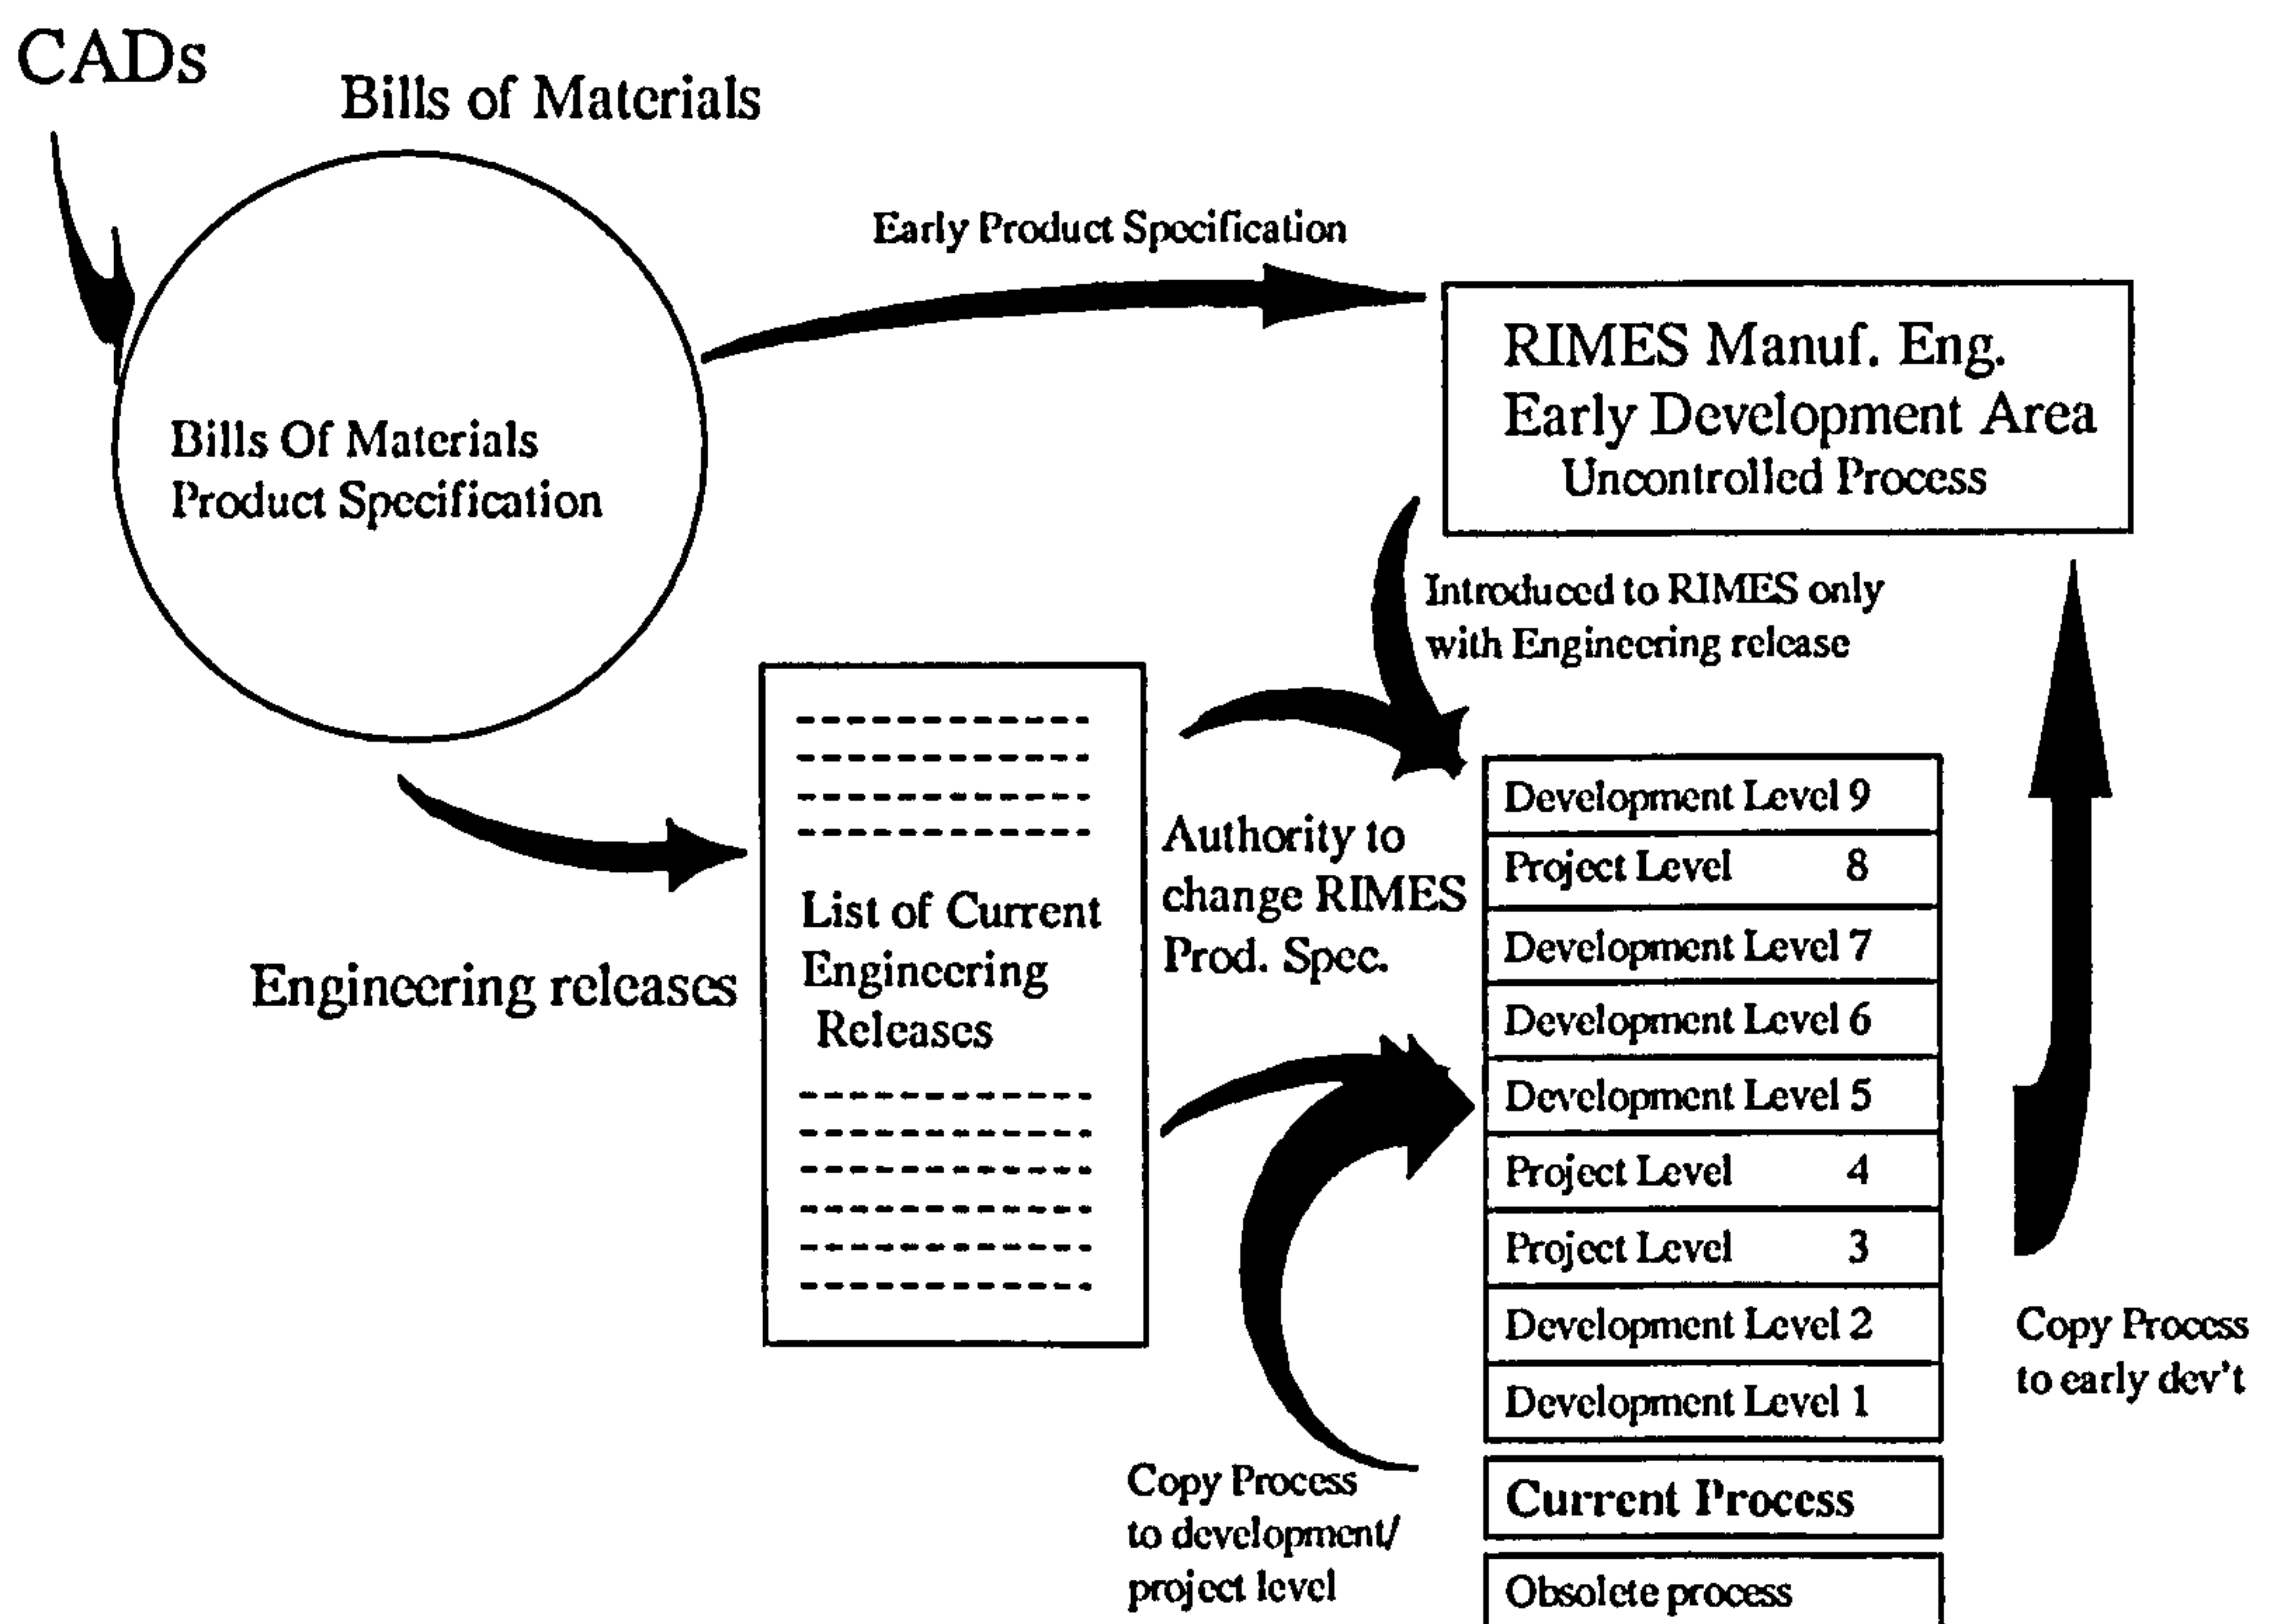 CADs
Bills of Materials
Bills Of Materials
Product Specification
Early Product Specification
RIMES Manuf. Eng.
Early Development Area
Uncontrolled Process
Introduced to RIMES only
with Engineering release
Engineering releases
List of Current
Engineering
Releases
Authority to
change RIMES
Prod. Spec.
Development Level 9
Project Level 8
Development Level 7
Development Level 6
Development Level 5
Project Level 4
Project Level 3
Development Level 2
Development Level 1
Current Process
Obsolete process
Copy Process
to development/
project level
Copy Process
to early dev't